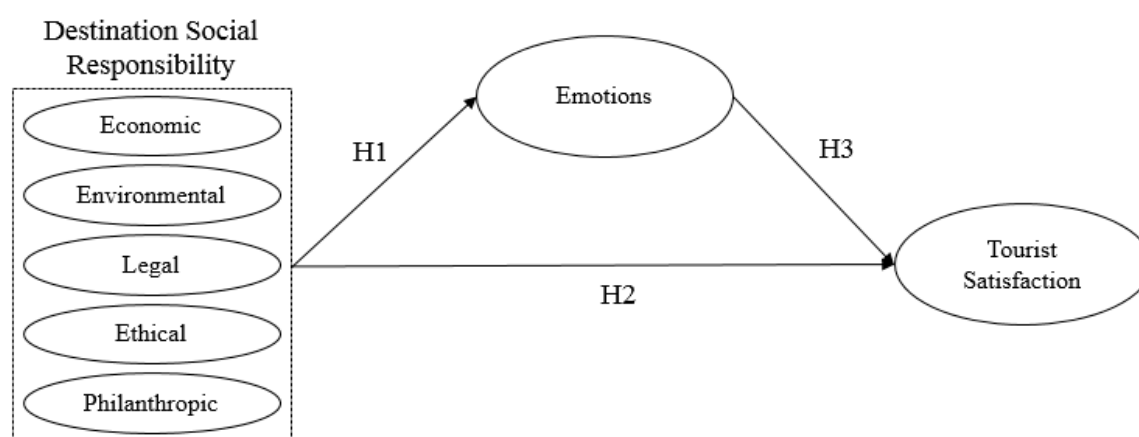 Destination Social
Responsibility
Economic
Environmental
Legal
Ethical
Philanthropic
H1
Emotions
H3
H2
Tourist
Satisfaction